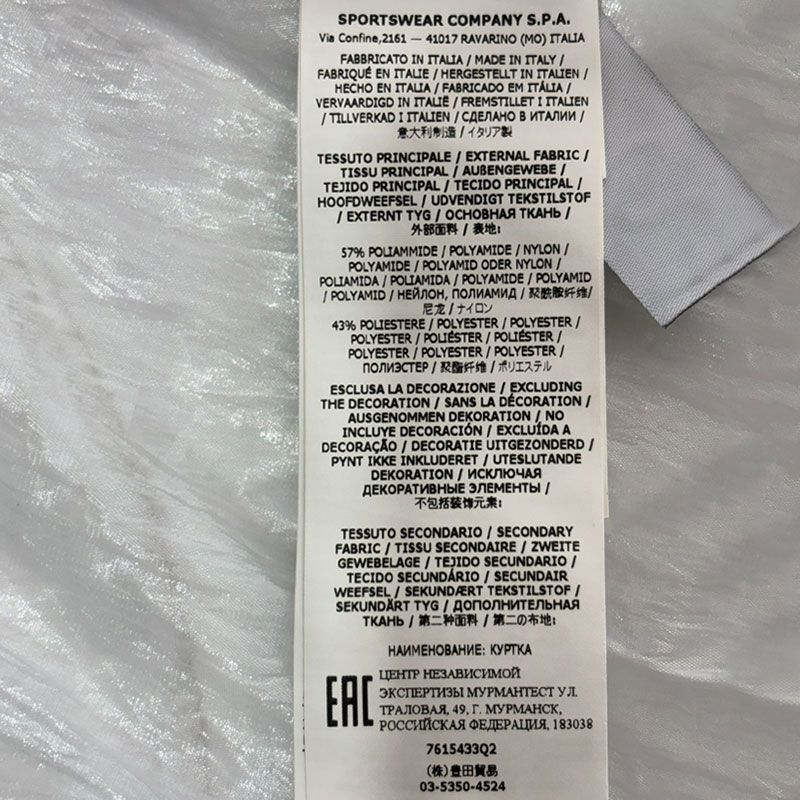 SPORTSWEAR COMPANY S.P.A.
Via Confine,2161 — 41017 RAVARINO (MO) ITALIA
FABBRICATO IN ITALIA / MADE IN ITALY /
FABRIQUÉ EN ITALIE / HERGESTELLT IN ITALIEN /
HECHO EN ITALIA / FABRICADO EM ITÁLIA /
VERVAARDIGD IN ITALIË / FREMSTILLET I ITALIEN
/ TILLVERKAD I ITALIEN / СДЕЛАНО В ИТАЛИИ /
意大利制造 / イタリア製
TESSUTO PRINCIPALE / EXTERNAL FABRIC /
TISSU PRINCIPAL / AUßENGEWEBE /
TEJIDO PRINCIPAL / TECIDO PRINCIPAL /
HOOFDWEEFSEL / UDVENDIGT TEKSTILSTOF
/ EXTERNT TYG / ОСНОВНАЯ ТКАНЬ /
外部面料 / 表地:
57% POLIAMMIDE / POLYAMIDE / NYLON /
POLYAMIDE / POLYAMID ODER NYLON /
POLIAMIDA / POLIAMIDA / POLYAMIDE / POLYAMID
/ POLYAMID / НЕЙЛОН, ПОЛИАМИД / 聚酰胺纤维/
尼龙 / ナイロン
43% POLIESTERE / POLYESTER / POLYESTER /
POLYESTER / POLIÉSTER / POLIÉSTER /
POLYESTER / POLYESTER / POLYESTER /
ПОЛИЭСТЕР / 聚酯纤维 / ポリエステル
ESCLUSA LA DECORAZIONE / EXCLUDING
THE DECORATION / SANS LA DÉCORATION /
AUSGENOMMEN DEKORATION / NO
INCLUYE DECORACIÓN / EXCLUÍDA A
DECORAÇÃO / DECORATIE UITGEZONDERD /
PYNT IKKE INKLUDERET / UTESLUTANDE
DEKORATION / ИСКЛЮЧАЯ
ДЕКОРАТИВНЫЕ ЭЛЕМЕНТЫ /
不包括装饰元素:
TESSUTO SECONDARIO / SECONDARY
FABRIC / TISSU SECONDAIRE / ZWEITE
GEWEBELAGE / TEJIDO SECUNDARIO /
TECIDO SECUNDÁRIO / SECUNDAIR
WEEFSEL / SEKUNDÆRT TEKSTILSTOF /
SEKUNDÄRT TYG / ДОПОЛНИТЕЛЬНАЯ
ТКАНЬ / 第二种面料 / 第二の布地:
НАИМЕНОВАНИЕ: КУРТКА
EAC
ЦЕНТР НЕЗАВИСИМОЙ
ЭКСПЕРТИЗЫ МУРМАНТЕСТ УЛ.
ТРАЛОВАЯ, 49, Г. МУРМАНСК,
РОССИЙСКАЯ ФЕДЕРАЦИЯ, 183038
7615433Q2
(株)豊田貿易
03-5350-4524